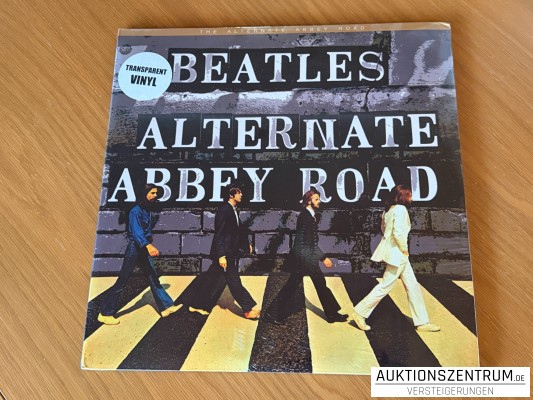 THE ALTERNATE ABBEY ROAD
TRANSPARENT
VINYL
BEATLES
ALTERNATE
ABBEY ROAD
AUKTIONSZENTRUM.DE
VERSTEIGERUNGEN